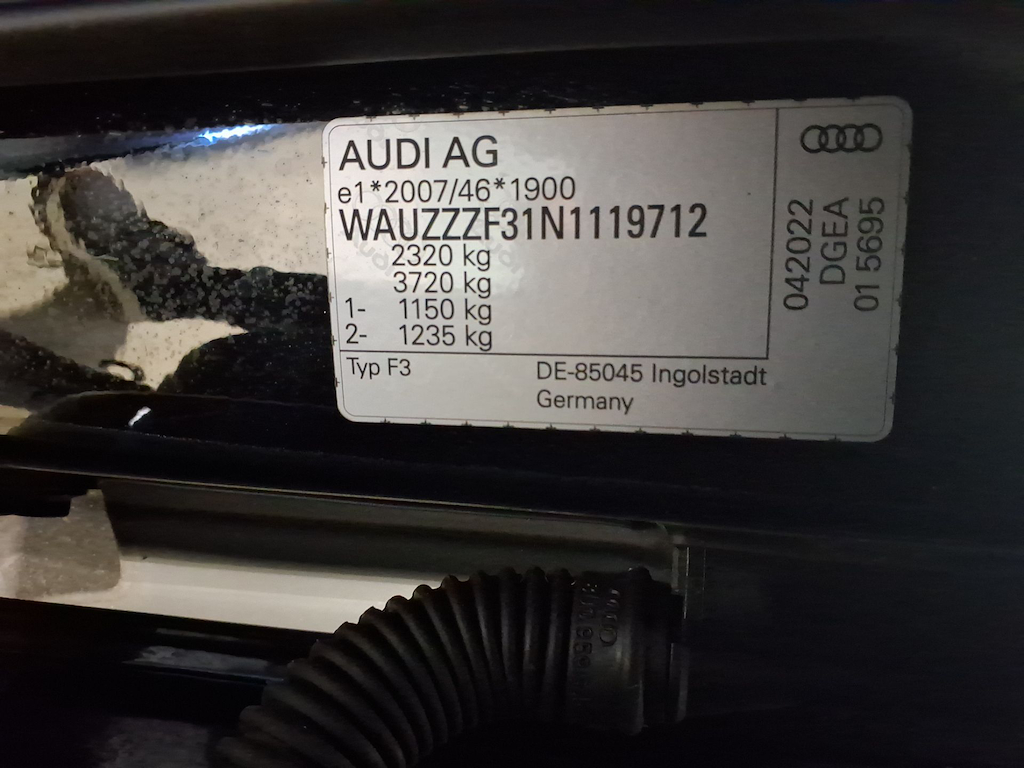 AUDI AG
e1*2007/46*1900
WAUZZZF31N1119712
2320 kg
3720 kg
1- 1150 kg
2- 1235 kg
Typ F3
DE-85045 Ingolstadt
Germany
042022
DGEA
01 5695